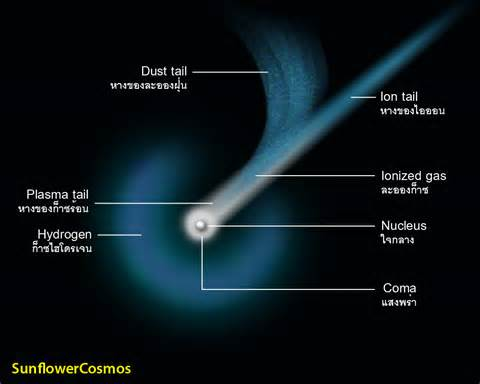 Dust tail
หางของละอองฝุ่น
Ion tail
หางของไอออน
Ionized gas
ละอองก๊าซ
Plasma tail
หางของก๊าซร้อน
Nucleus
ใจกลาง
Hydrogen
ก๊าซไฮโดรเจน
Coma
แสงพร่า
SunflowerCosmos